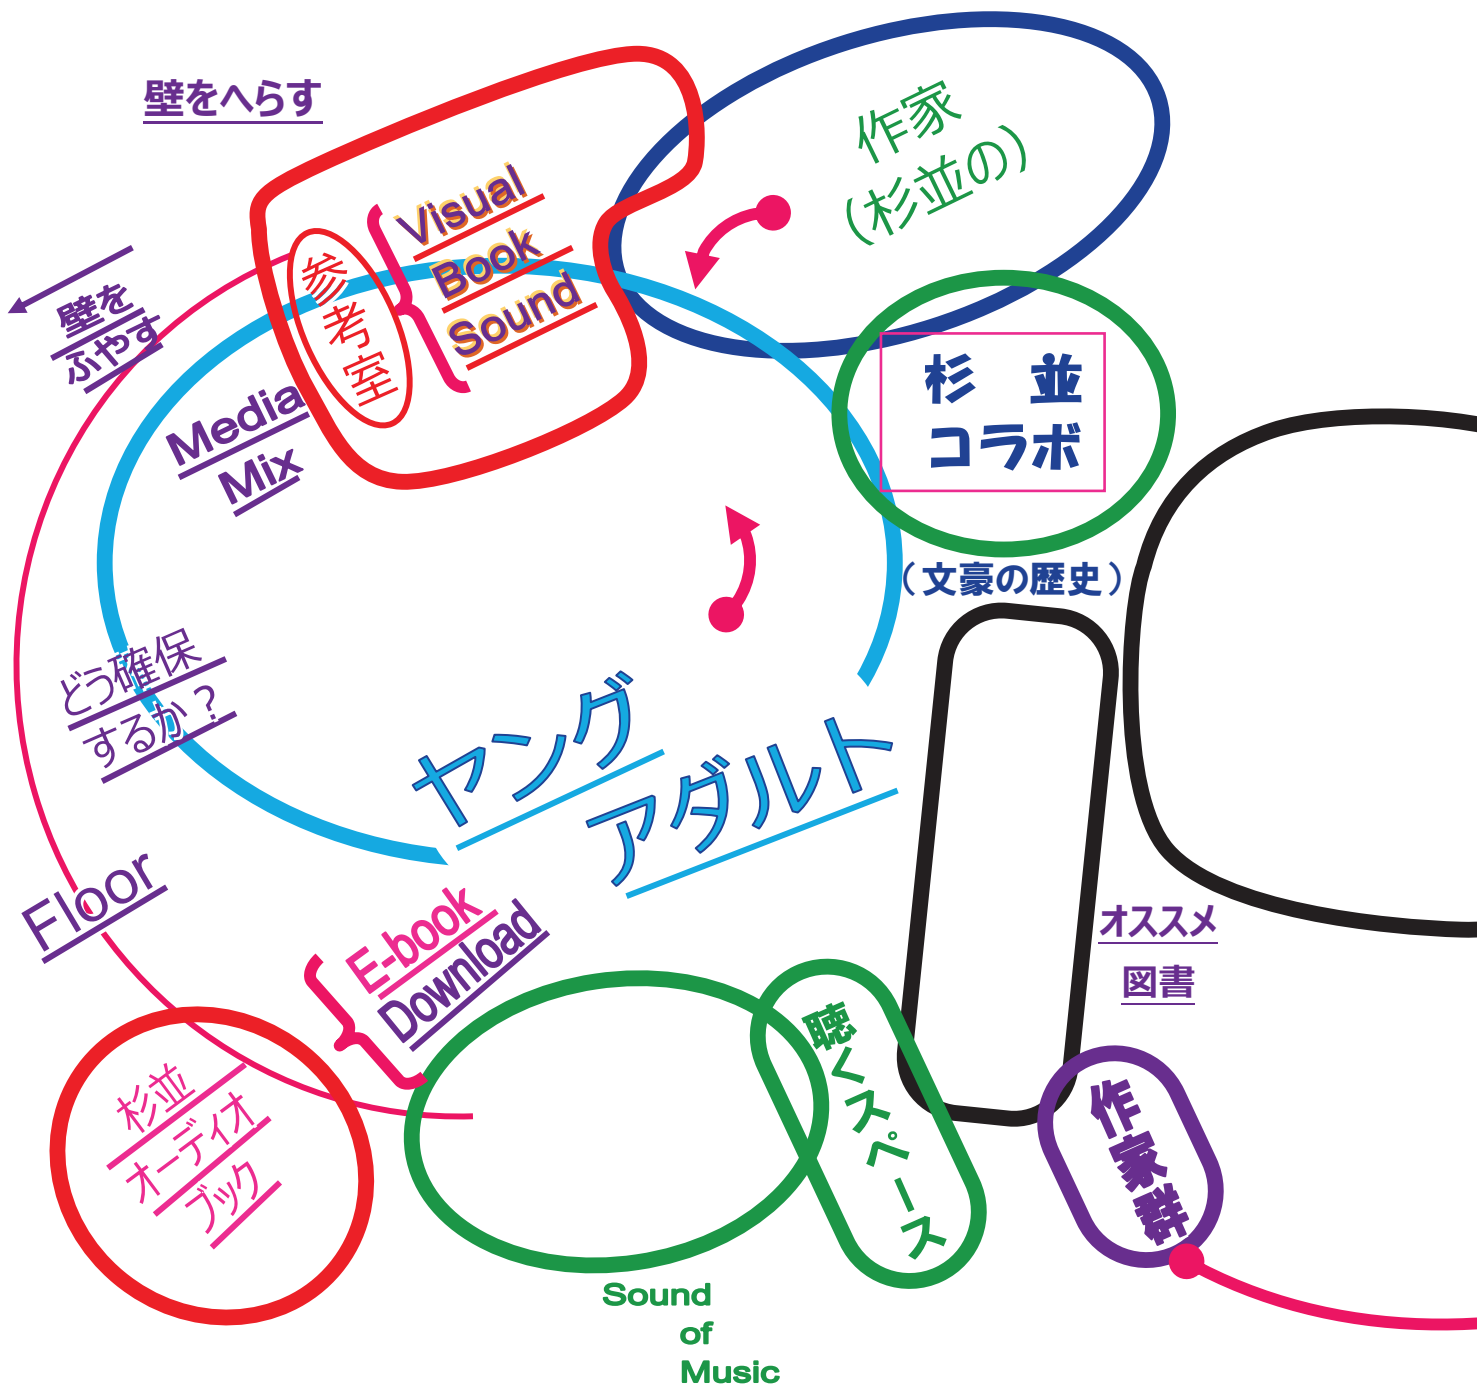 壁をへらす
作家
(杉並の)
Visual
Book
Sound
参考室
壁を
ふやす
Media
Mix
杉 並
コラボ
(文豪の歴史)
どう確保
するか?
ヤング
アダルト
Floor
E-book
Download
オススメ
図書
杉並
オーディオ
ブック
聴くスペース
作家群
Sound
of
Music